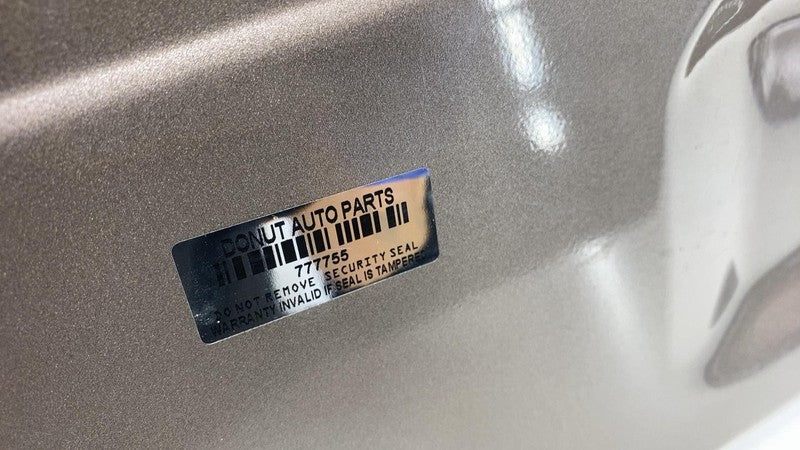 DONUT AUTO PARTS
777755
DO NOT REMOVE SECURITY SEAL
WARRANTY INVALID IF SEAL IS TAMPERED